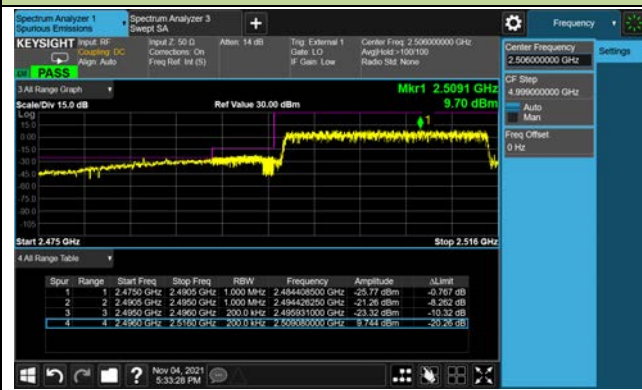 Spectrum Analyzer 1
Spurious Emissions
Spectrum Analyzer 3
Swept SA
+
Frequency
KEYSIGHT
Input: RF
Coupling: DC
Align: Auto
Input Z: 50 Ω
Corrections: On
Freq Ref: Int (S)
Atten: 14 dB
Trig: External 1
Gate: LO
IF Gain: Low
Center Freq: 2.506000000 GHz
Avg|Hold:>100/100
Radio Std: None
PASS
3 All Range Graph
Mkr1 2.5091 GHz
9.70 dBm
Scale/Div 15.0 dB
Ref Value 30.00 dBm
Log
15.0
0.00
-15.0
-30.0
-45.0
-60.0
-75.0
-90.0
-105
1
Start 2.475 GHz
Stop 2.516 GHz
4 All Range Table
Spur Range Start Freq Stop Freq RBW Frequency Amplitude ΔLimit
1 1 2.4750 GHz 2.4905 GHz 1.000 MHz 2.484408500 GHz -25.77 dBm -0.767 dB
2 2 2.4905 GHz 2.4950 GHz 1.000 MHz 2.494426250 GHz -21.26 dBm -8.262 dB
3 3 2.4950 GHz 2.4960 GHz 200.0 kHz 2.495931000 GHz -23.32 dBm -10.32 dB
4 4 2.4960 GHz 2.5160 GHz 200.0 kHz 2.509080000 GHz 9.744 dBm -20.26 dB
Center Frequency
2.506000000 GHz
Settings
CF Step
4.999000000 GHz
Auto
Man
Freq Offset
0 Hz
Nov 04, 2021
5:33:28 PM